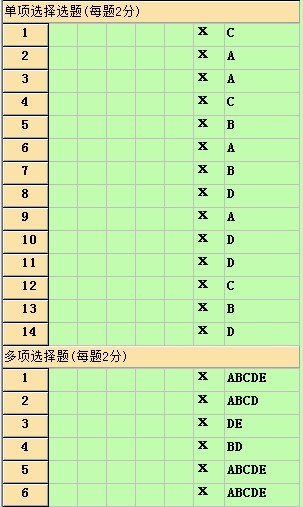 单项选择选题(每题2分)
1 X C
2 X A
3 X A
4 X C
5 X B
6 X A
7 X B
8 X D
9 X A
10 X D
11 X D
12 X C
13 X B
14 X D
多项选择题(每题2分)
1 X ABCDE
2 X ABCD
3 X DE
4 X BD
5 X ABCDE
6 X ABCDE